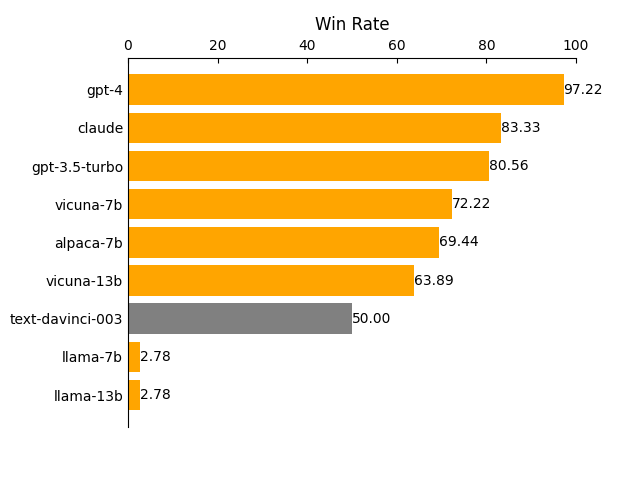 Win Rate
0 20 40 60 80 100
gpt-4 97.22
claude 83.33
gpt-3.5-turbo 80.56
vicuna-7b 72.22
alpaca-7b 69.44
vicuna-13b 63.89
text-davinci-003 50.00
llama-7b 2.78
llama-13b 2.78